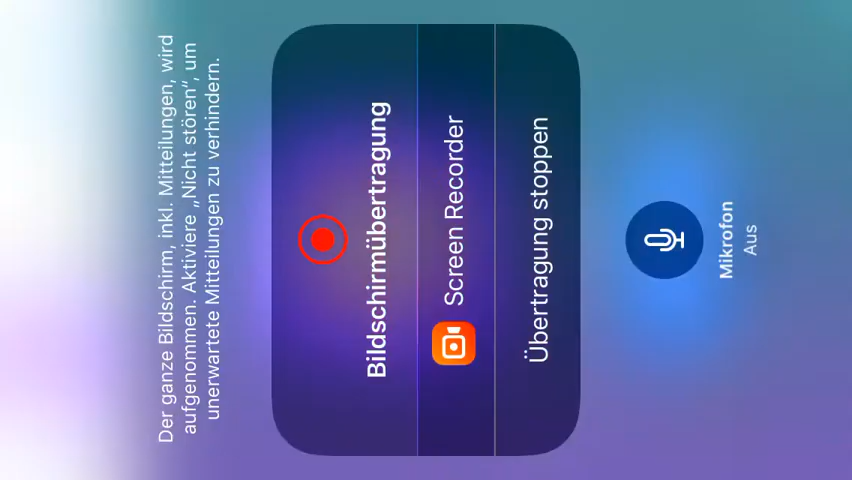 Der ganze Bildschirm, inkl. Mitteilungen, wird
aufgenommen. Aktiviere „Nicht stören“, um
unerwartete Mitteilungen zu verhindern.
Bildschirmübertragung
Screen Recorder
Übertragung stoppen
Mikrofon
Aus